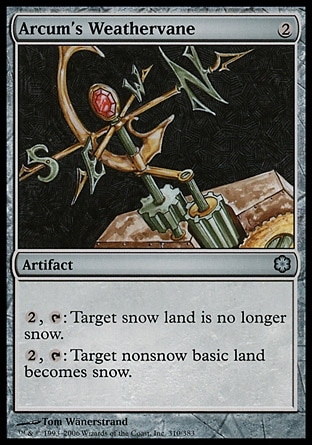 Arcum's Weathervane 2
S W N
Artifact
2, : Target snow land is no longer
snow.
2, : Target nonsnow basic land
becomes snow.
Tom Wänerstrand
™ & © 1993–2006 Wizards of the Coast, Inc. 310/383